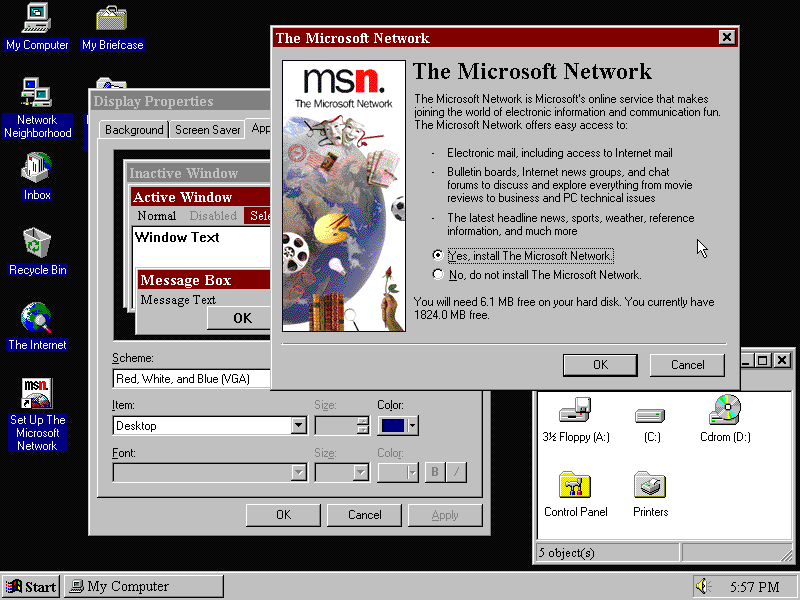 My Computer
My Briefcase
Network
Neighborhood
Inbox
Recycle Bin
The Internet
msn.
Set Up The
Microsoft
Network
Display Properties
Background
Screen Saver
App
Inactive Window
Active Window
Normal
Disabled
Sele
Window Text
Message Box
Message Text
OK
Scheme:
Red, White, and Blue (VGA)
Item:
Size:
Color:
Desktop
Font:
Size:
Color:
B
/
OK
Cancel
Apply
The Microsoft Network
msn.
The Microsoft Network
The Microsoft Network
The Microsoft Network is Microsoft's online service that makes
joining the world of electronic information and communication fun.
The Microsoft Network offers easy access to:
- Electronic mail, including access to Internet mail
- Bulletin boards, Internet news groups, and chat
forums to discuss and explore everything from movie
reviews to business and PC technical issues
- The latest headline news, sports, weather, reference
information, and much more
Yes, install The Microsoft Network.
No, do not install The Microsoft Network.
You will need 6.1 MB free on your hard disk. You currently have
1824.0 MB free.
OK
Cancel
3½ Floppy (A:)
(C:)
Cdrom (D:)
Control Panel
Printers
5 object(s)
Start
My Computer
5:57 PM